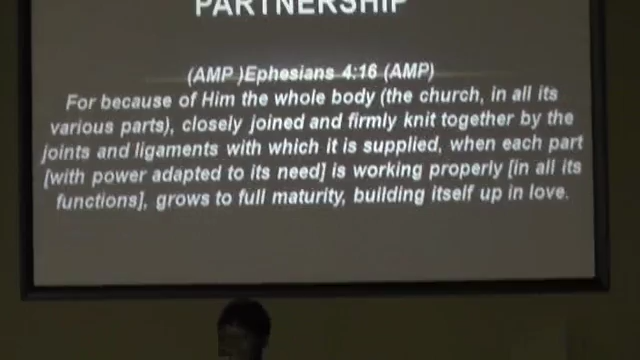 PARTNERSHIP
(AMP )Ephesians 4:16 (AMP)
For because of Him the whole body (the church, in all its
various parts), closely joined and firmly knit together by the
joints and ligaments with which it is supplied, when each part
[with power adapted to its need] is working properly [in all its
functions], grows to full maturity, building itself up in love.